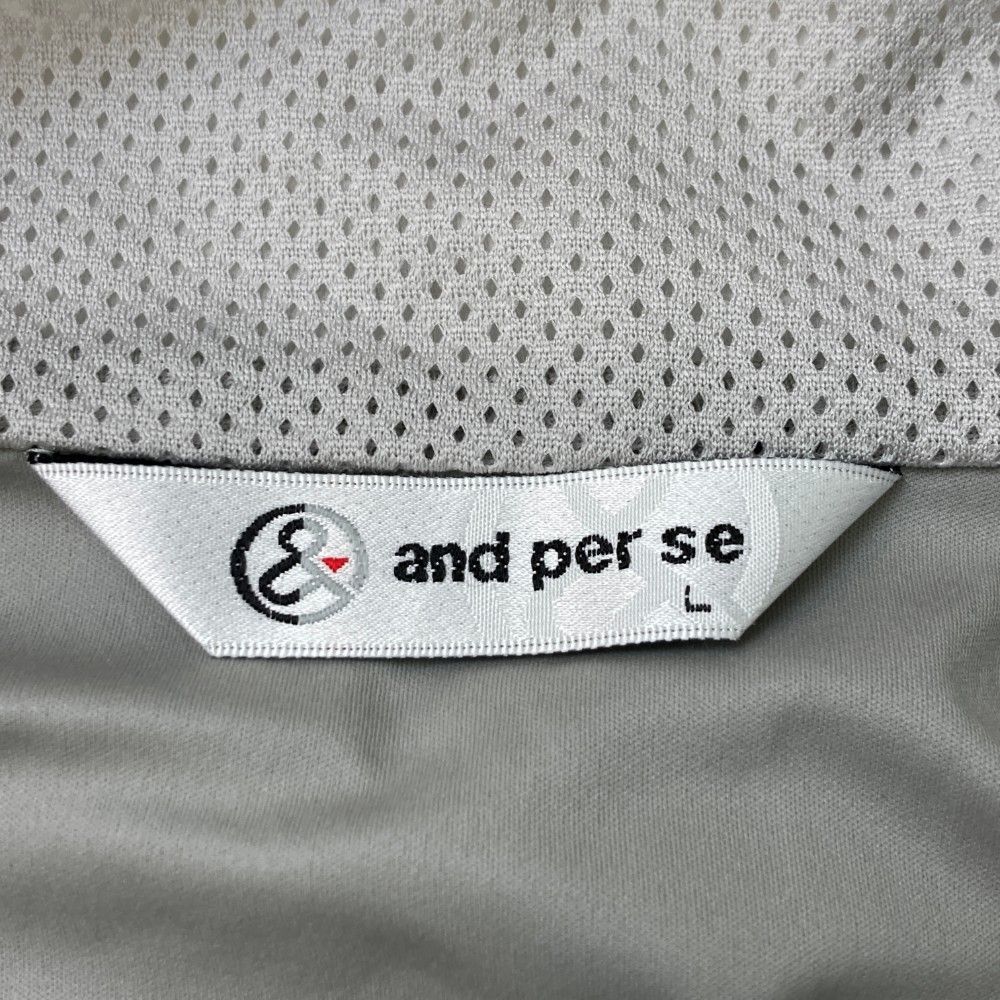 & and per se
L